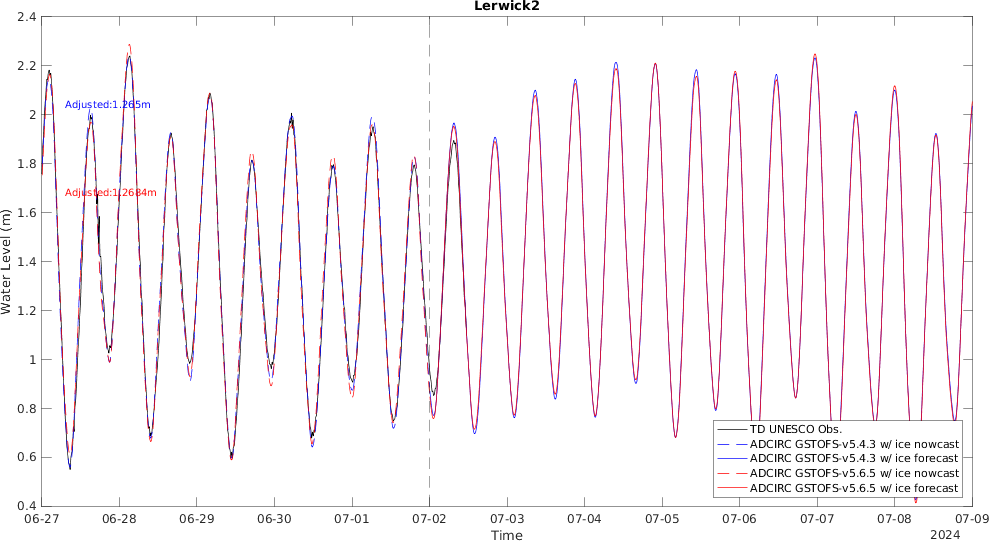 Lerwick2
2.4
2.2
2
1.8
1.6
1.4
1.2
1
0.8
0.6
0.4
Water Level (m)
Adjusted:1.265m
Adjusted:1.2684m
TD UNESCO Obs.
ADCIRC GSTOFS-v5.4.3 w/ ice nowcast
ADCIRC GSTOFS-v5.4.3 w/ ice forecast
ADCIRC GSTOFS-v5.6.5 w/ ice nowcast
ADCIRC GSTOFS-v5.6.5 w/ ice forecast
06-27 06-28 06-29 06-30 07-01 07-02 07-03 07-04 07-05 07-06 07-07 07-08 07-09
Time
2024